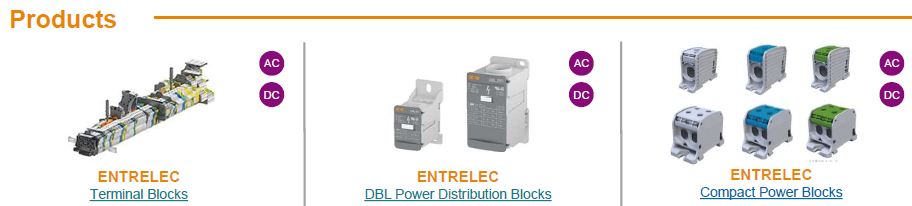 Products
AC
DC
AC
DC
AC
DC
ENTRELEC
Terminal Blocks
ENTRELEC
DBL Power Distribution Blocks
ENTRELEC
Compact Power Blocks